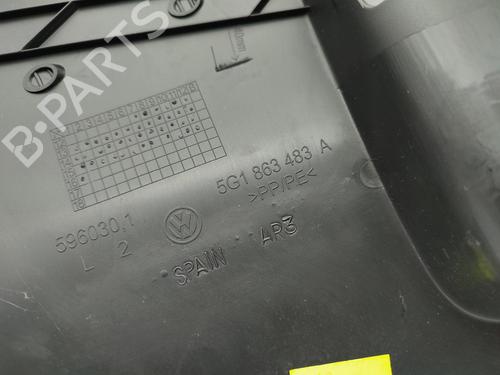 B-PARTS
5G1 863 483 A
>PP/PE<
596030,1
L 2
SPAIN AR3